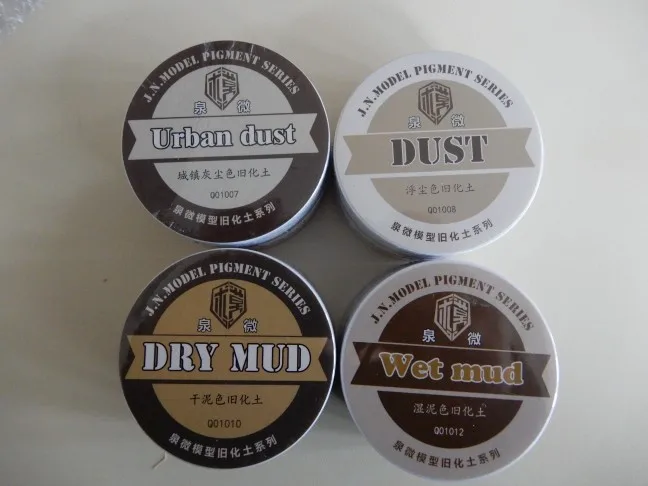 J.N.MODEL PIGMENT SERIES
泉 微
Urban dust
城镇灰尘色旧化土
Q01007
泉微模型旧化土系列
J.N.MODEL PIGMENT SERIES
泉 微
DUST
浮尘色旧化土
Q01008
泉微模型旧化土系列
J.N.MODEL PIGMENT SERIES
泉 微
DRY MUD
干泥色旧化土
Q01010
泉微模型旧化土系列
J.N.MODEL PIGMENT SERIES
泉 微
Wet mud
湿泥色旧化土
Q01012
泉微模型旧化土系列